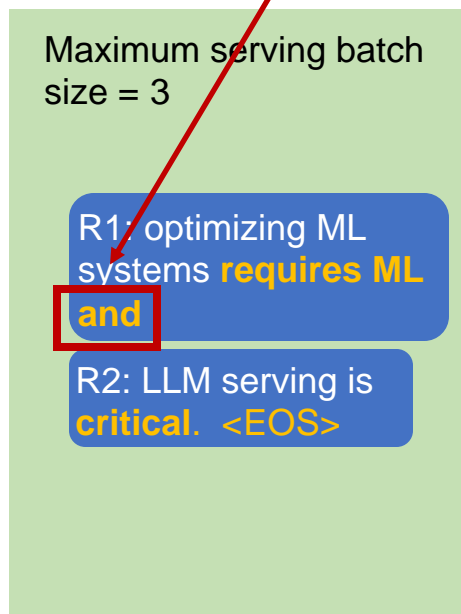 Maximum serving batch
size = 3
R1: optimizing ML
systems requires ML
and
R2: LLM serving is
critical. <EOS>